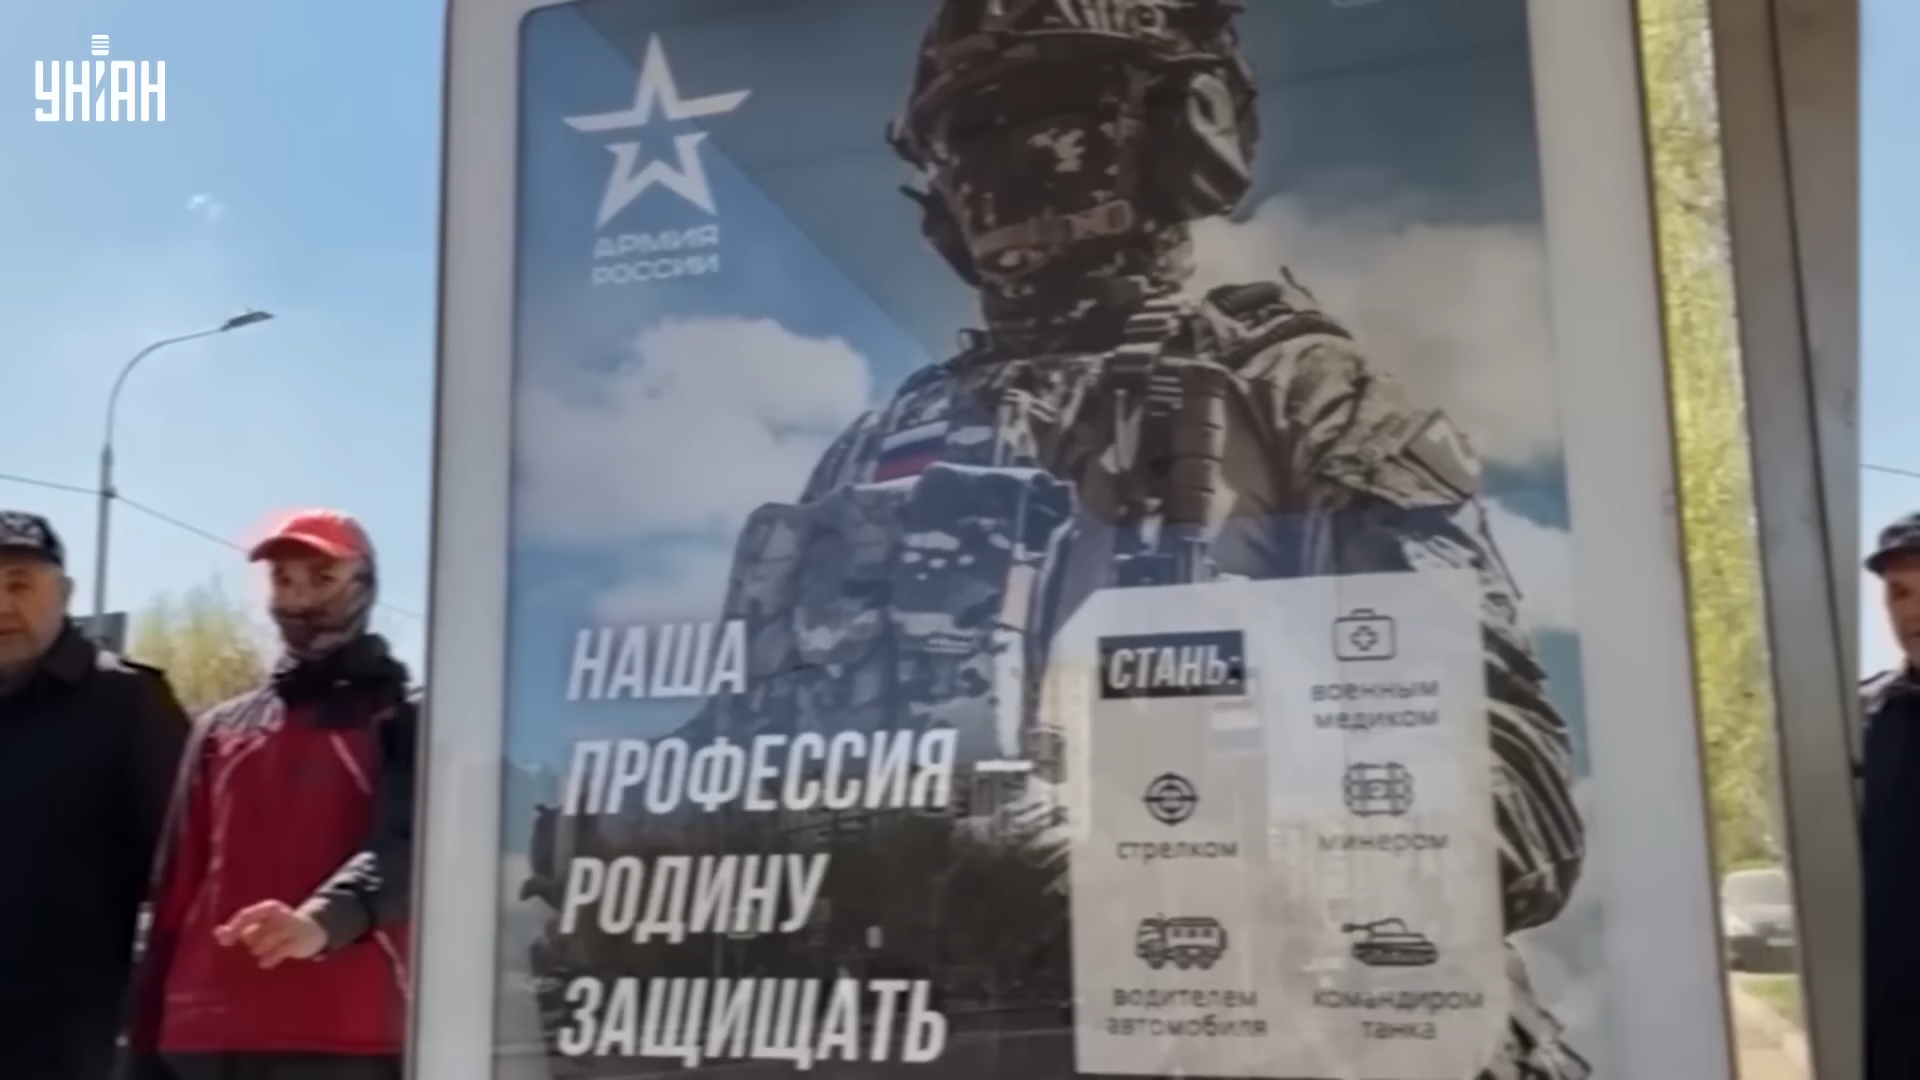 УНІАН
АРМИЯ
РОССИИ
НАША
ПРОФЕССИЯ –
РОДИНУ
ЗАЩИЩАТЬ
СТАНЬ:
военным
медиком
стрелком
минером
водителем
автомобиля
командиром
танка